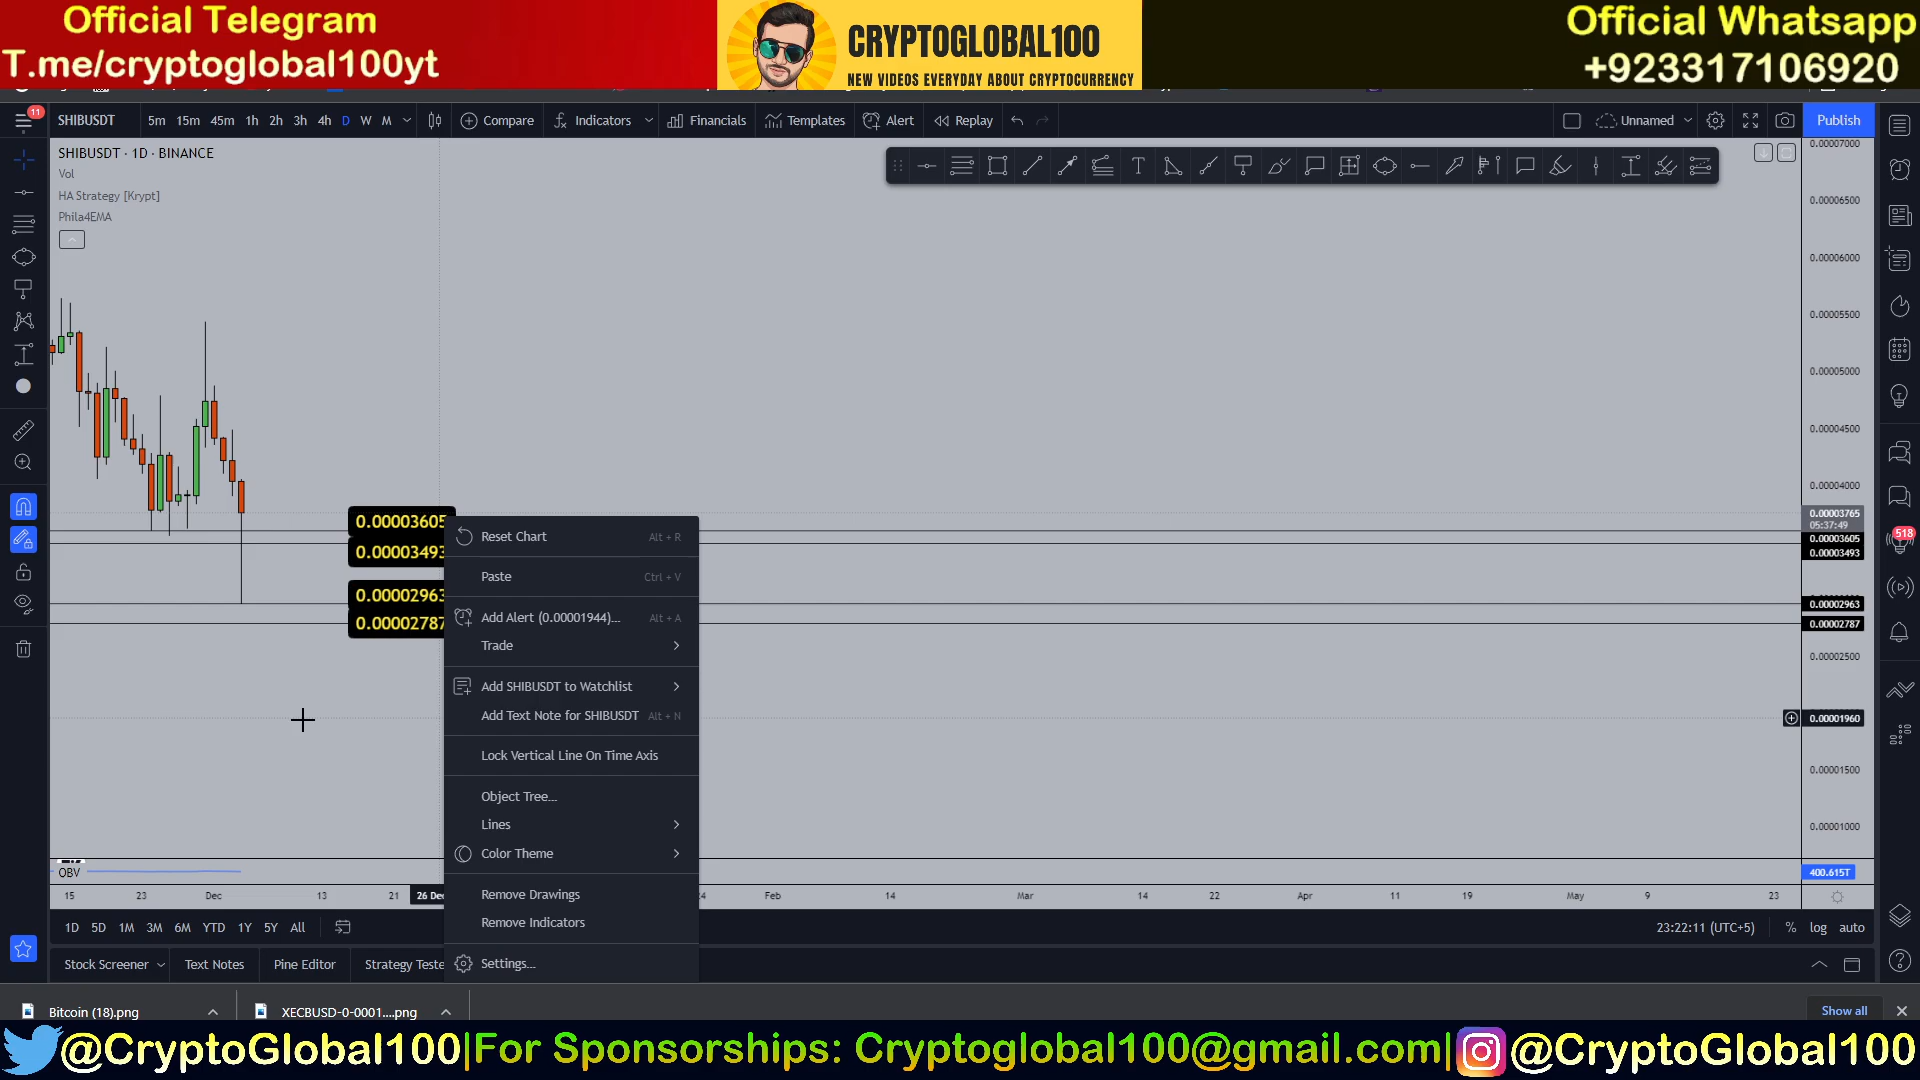 Official Telegram
T.me/cryptoglobal100yt
CRYPTOGLOBAL100
NEW VIDEOS EVERYDAY ABOUT CRYPTOCURRENCY
Official Whatsapp
+923317106920
11
SHIBUSDT 5m 15m 45m 1h 2h 3h 4h D W M Compare Indicators Financials Templates Alert Replay Unnamed Publish
SHIBUSDT · 1D · BINANCE
Vol
HA Strategy [Krypt]
Phila4EMA
0.00007000
0.00006500
0.00006000
0.00005500
0.00005000
0.00004500
0.00004000
0.00003765
05:37:49
0.00003605
0.00003493
0.00002963
0.00002787
0.00002500
0.00001960
0.00001500
0.00001000
518
0.00003605
0.00003493
0.00002963
0.00002787
Reset Chart Alt + R
Paste Ctrl + V
Add Alert (0.00001944)... Alt + A
Trade
Add SHIBUSDT to Watchlist
Add Text Note for SHIBUSDT Alt + N
Lock Vertical Line On Time Axis
Object Tree...
Lines
Color Theme
Remove Drawings
Remove Indicators
Settings...
OBV
400.615T
15 23 Dec 13 21 26 Dec 24 Feb 14 Mar 14 22 Apr 19 May 9 23
1D 5D 1M 3M 6M YTD 1Y 5Y All
23:22:11 (UTC+5) % log auto
Stock Screener Text Notes Pine Editor Strategy Teste
Bitcoin (18).png XECBUSD-0-0001....png Show all
@CryptoGlobal100|For Sponsorships: Cryptoglobal100@gmail.com| @CryptoGlobal100